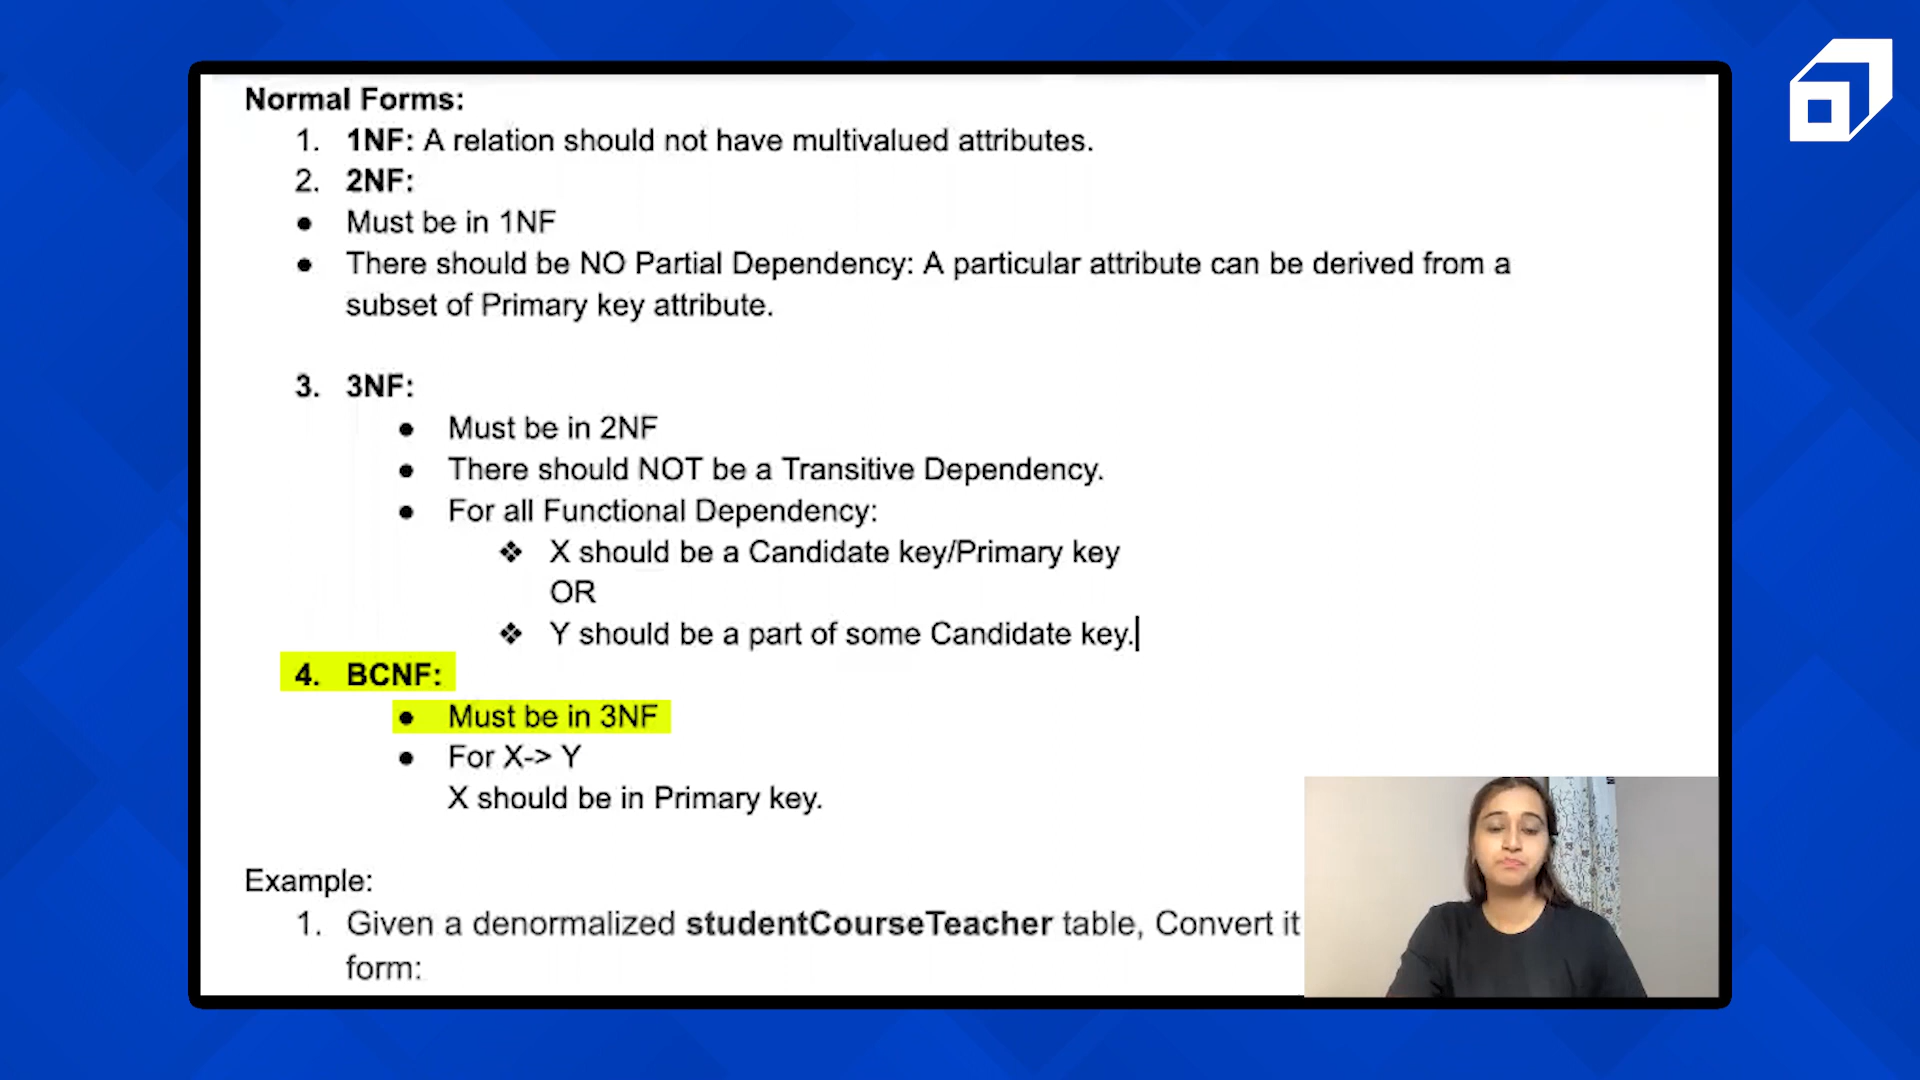 Normal Forms:
1. 1NF: A relation should not have multivalued attributes.
2. 2NF:
● Must be in 1NF
● There should be NO Partial Dependency: A particular attribute can be derived from a
subset of Primary key attribute.
3. 3NF:
● Must be in 2NF
● There should NOT be a Transitive Dependency.
● For all Functional Dependency:
❖ X should be a Candidate key/Primary key
OR
❖ Y should be a part of some Candidate key.
4. BCNF:
● Must be in 3NF
● For X-> Y
X should be in Primary key.
Example:
1. Given a denormalized studentCourseTeacher table, Convert it
form: